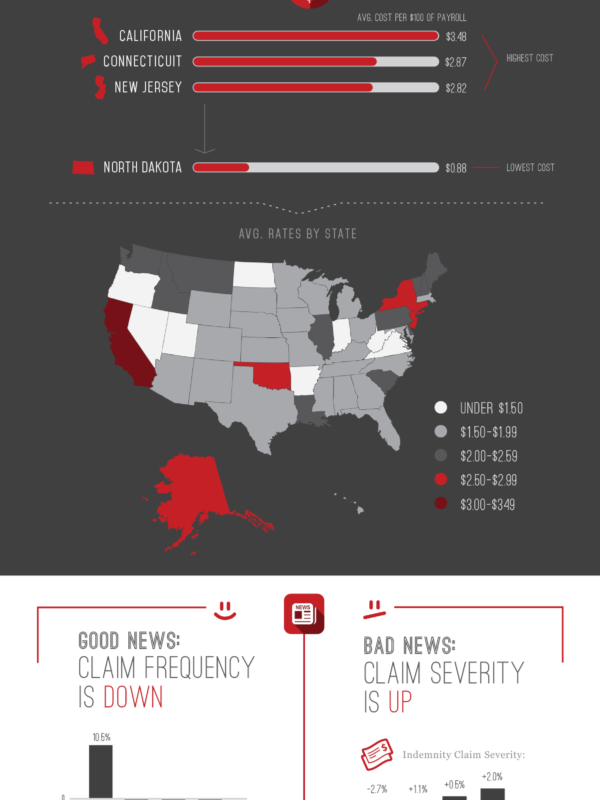 AVG. COST PER $100 OF PAYROLL
CALIFORNIA $3.48
CONNECTICUIT $2.87
HIGHEST COST
NEW JERSEY $2.82
NORTH DAKOTA $0.88 LOWEST COST
AVG. RATES BY STATE
UNDER $1.50
$1.50-$1.99
$2.00-$2.59
$2.50-$2.99
$3.00-$349
NEWS
GOOD NEWS:
CLAIM FREQUENCY
IS DOWN
10.6%
0
BAD NEWS:
CLAIM SEVERITY
IS UP
$
Indemnity Claim Severity:
-2.7% +1.1% +0.6% +2.0%